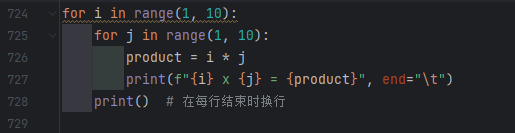 724 for i in range(1, 10):
725     for j in range(1, 10):
726         product = i * j
727         print(f"{i} x {j} = {product}", end="\t")
728     print()  # 在每行结束时换行
729